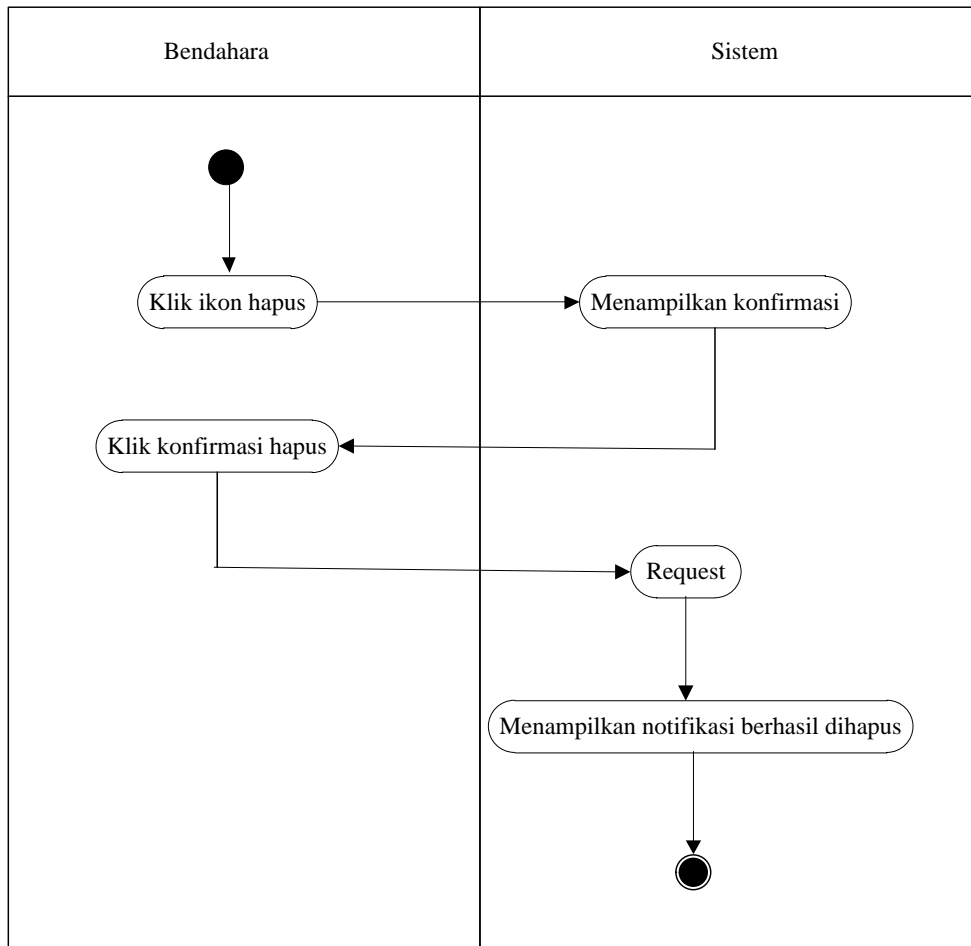 Bendahara
Sistem
Klik ikon hapus
Menampilkan konfirmasi
Klik konfirmasi hapus
Request
Menampilkan notifikasi berhasil dihapus